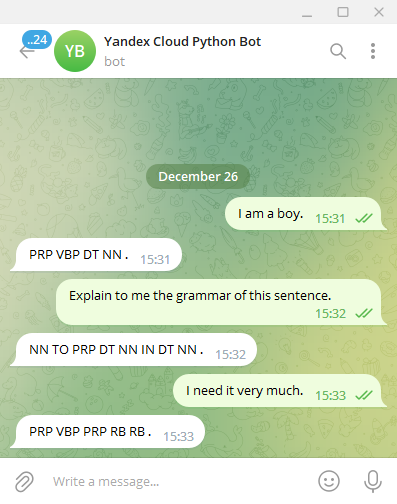 ..24
YB
Yandex Cloud Python Bot
bot
December 26
I am a boy. 15:31
PRP VBP DT NN . 15:31
Explain to me the grammar of this sentence.
15:32
NN TO PRP DT NN IN DT NN . 15:32
I need it very much. 15:33
PRP VBP PRP RB RB . 15:33
Write a message...